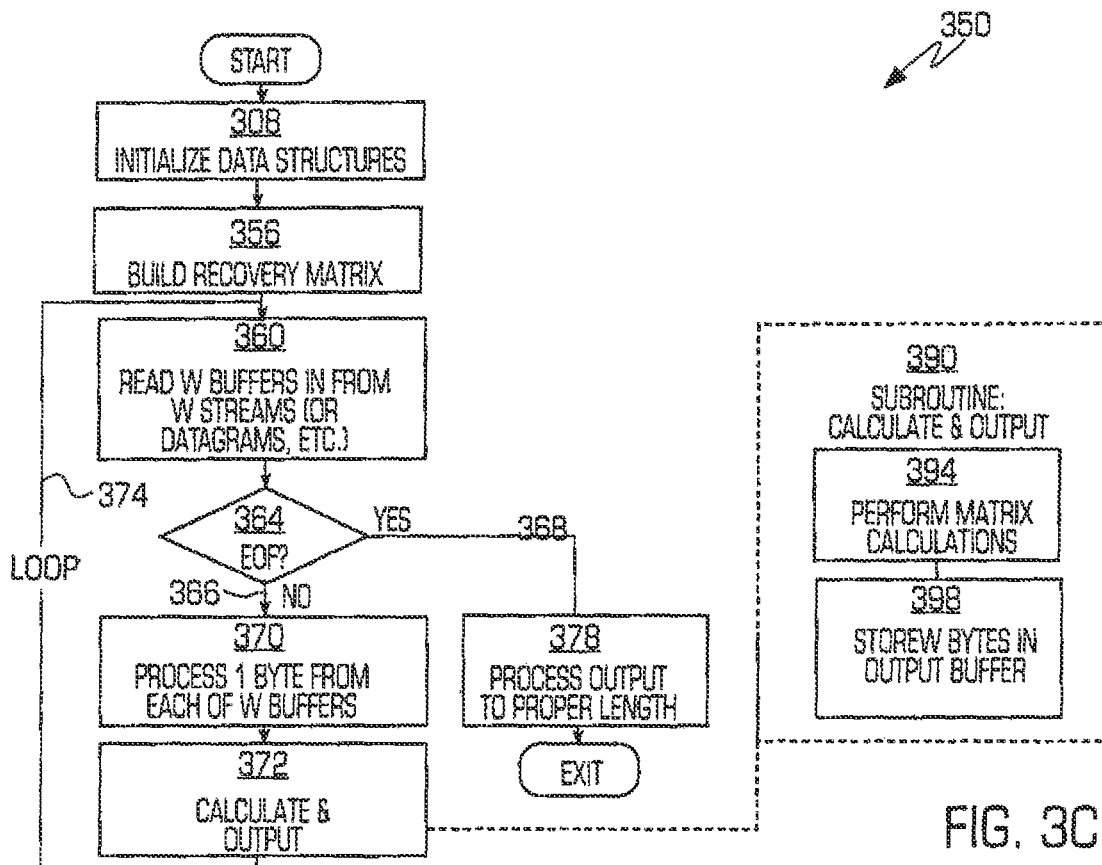 350
START
308
INITIALIZE DATA STRUCTURES
356
BUILD RECOVERY MATRIX
360
READ W BUFFERS IN FROM
W STREAMS (OR
DATAGRAMS, ETC.)
374
LOOP
364
EOF?
YES
368
366
NO
370
PROCESS 1 BYTE FROM
EACH OF W BUFFERS
372
CALCULATE &
OUTPUT
378
PROCESS OUTPUT
TO PROPER LENGTH
EXIT
390
SUBROUTINE:
CALCULATE & OUTPUT
394
PERFORM MATRIX
CALCULATIONS
398
STOREW BYTES IN
OUTPUT BUFFER
FIG. 3C